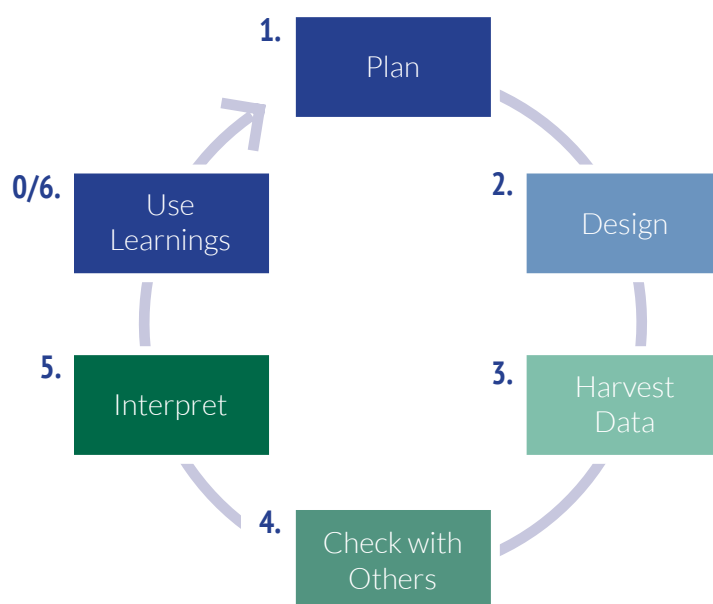 1.
Plan
2.
Design
3.
Harvest
Data
4.
Check with
Others
5.
Interpret
0/6.
Use
Learnings